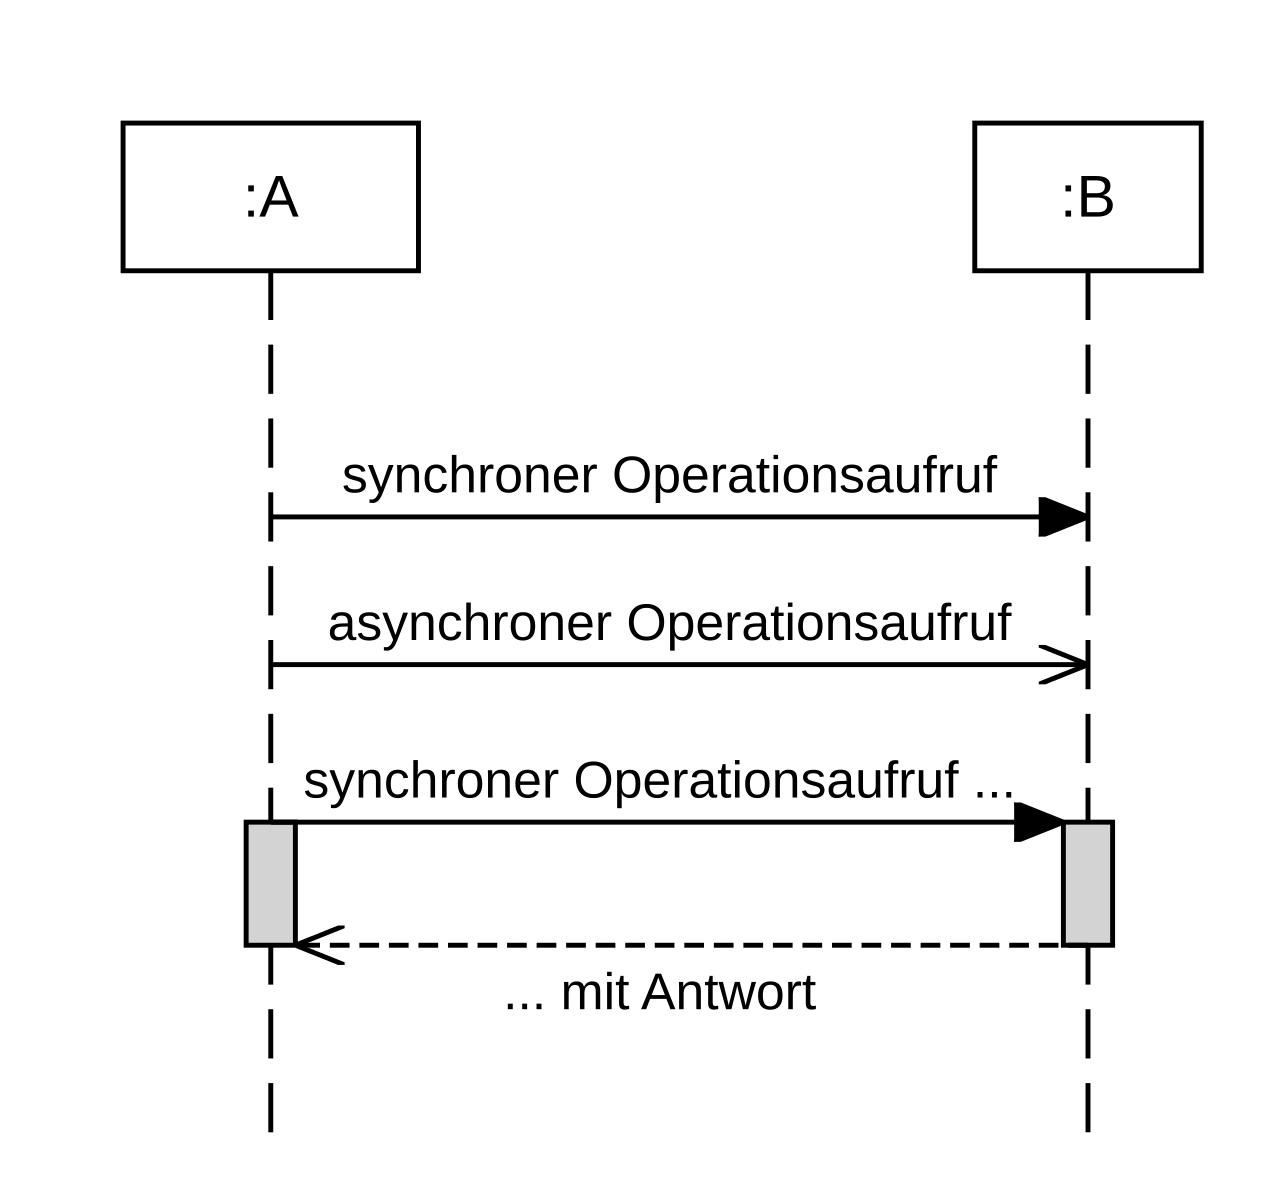 :A
:B
synchroner Operationsaufruf
asynchroner Operationsaufruf
synchroner Operationsaufruf ...
... mit Antwort